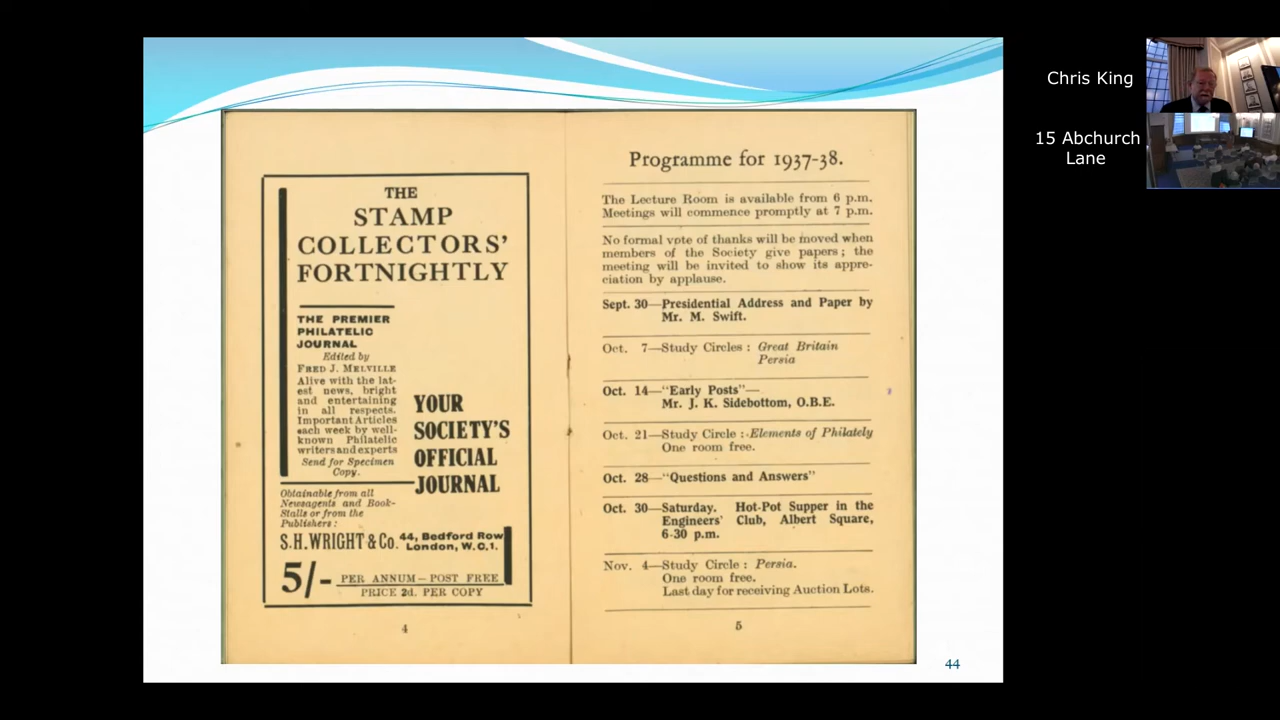 THE
STAMP
COLLECTORS'
FORTNIGHTLY
THE PREMIER
PHILATELIC
JOURNAL
Edited by
FRED J. MELVILLE
Alive with the lat-
est news, bright
and entertaining
in all respects.
Important Articles
each week by well-
known Philatelic
writers and experts
Send for Specimen
Copy.
YOUR
SOCIETY'S
OFFICIAL
JOURNAL
Obtainable from all
Newsagents and Book-
Stalls or from the
Publishers:
S.H. WRIGHT & Co. 44, Bedford Row
London, W.C.1.
5/- PER ANNUM—POST FREE
PRICE 2d. PER COPY
4
Programme for 1937-38.
The Lecture Room is available from 6 p.m.
Meetings will commence promptly at 7 p.m.
No formal vote of thanks will be moved when
members of the Society give papers; the
meeting will be invited to show its appre-
ciation by applause.
Sept. 30—Presidential Address and Paper by
Mr. M. Swift.
Oct. 7—Study Circles: Great Britain
Persia
Oct. 14—"Early Posts"—
Mr. J. K. Sidebottom, O.B.E.
Oct. 21—Study Circle: Elements of Philately
One room free.
Oct. 28—"Questions and Answers"
Oct. 30—Saturday. Hot-Pot Supper in the
Engineers' Club, Albert Square,
6-30 p.m.
Nov. 4—Study Circle: Persia.
One room free.
Last day for receiving Auction Lots.
5
44
Chris King
15 Abchurch
Lane